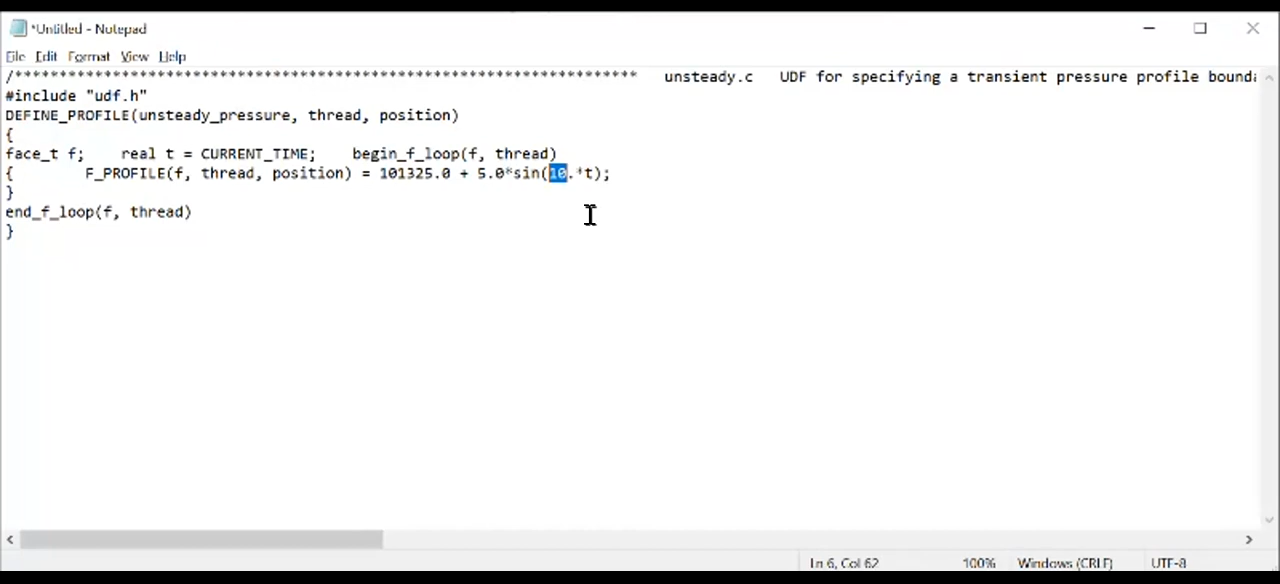 *Untitled - Notepad
File Edit Format View Help
/********************************************************************** unsteady.c UDF for specifying a transient pressure profile bounda
#include "udf.h"
DEFINE_PROFILE(unsteady_pressure, thread, position)
{
face_t f; real t = CURRENT_TIME; begin_f_loop(f, thread)
{ F_PROFILE(f, thread, position) = 101325.0 + 5.0*sin(10.*t);
}
end_f_loop(f, thread)
}
Ln 6, Col 62 100% Windows (CRLF) UTF-8